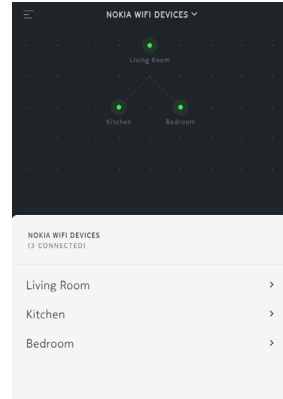 NOKIA WIFI DEVICES
Living Room
Kitchen Bedroom
NOKIA WIFI DEVICES
(3 CONNECTED)
Living Room
Kitchen
Bedroom